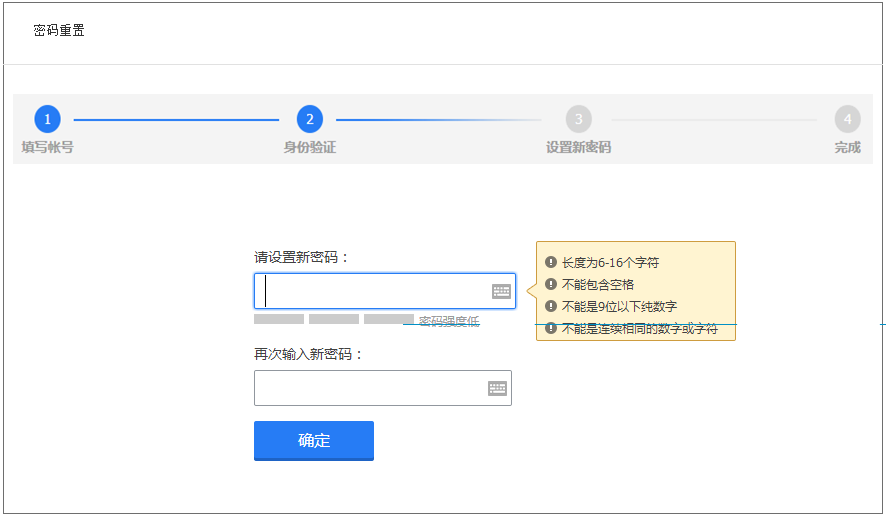 密码重置
1 2 3 4
填写帐号 身份验证 设置新密码 完成
请设置新密码：
长度为6-16个字符
不能包含空格
不能是9位以下纯数字
密码强度低
不能是连续相同的数字或字符
再次输入新密码：
确定